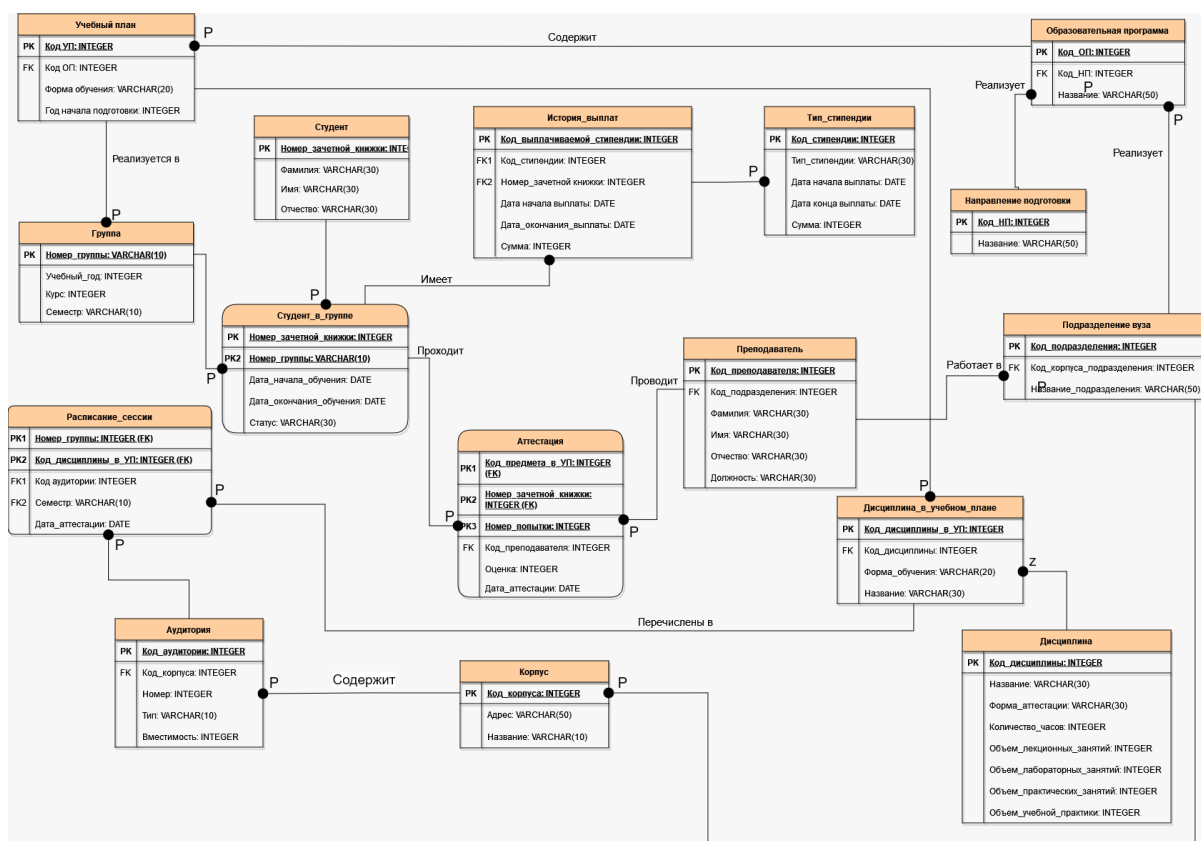 Учебный план
PK Код УП: INTEGER
FK Код ОП: INTEGER
Форма обучения: VARCHAR(20)
Год начала подготовки: INTEGER
P
Содержит
Образовательная программа
PK Код_ОП: INTEGER
FK Код_НП: INTEGER
P
Название: VARCHAR(50)
Реализует
P
Реализует
Студент
PK Номер_зачетной_книжки: INTE
Фамилия: VARCHAR(30)
Имя: VARCHAR(30)
Отчество: VARCHAR(30)
История_выплат
PK Код_выплачиваемой_стипендии: INTEGER
FK1 Код_стипендии: INTEGER
FK2 Номер_зачетной книжки: INTEGER
Дата начала выплаты: DATE
Дата_окончания_выплаты: DATE
Сумма: INTEGER
P
Тип_стипендии
PK Код_стипендии: INTEGER
Тип_стипендии: VARCHAR(30)
Дата начала выплаты: DATE
Дата конца выплаты: DATE
Сумма: INTEGER
P
Реализуется в
P
Направление подготовки
PK Код_НП: INTEGER
Название: VARCHAR(50)
Группа
PK Номер_группы: VARCHAR(10)
Учебный_год: INTEGER
Курс: INTEGER
Семестр: VARCHAR(10)
Имеет
P
Студент_в_группе
PK Номер_зачетной_книжки: INTEGER
PK2 Номер_группы: VARCHAR(10)
Дата_начала_обучения: DATE
Дата_окончания_обучения: DATE
Статус: VARCHAR(30)
P
Проходит
Преподаватель
PK Код_преподавателя: INTEGER
FK Код_подразделения: INTEGER
Фамилия: VARCHAR(30)
Имя: VARCHAR(30)
Отчество: VARCHAR(30)
Должность: VARCHAR(30)
Проводит
Работает в
Подразделение вуза
PK Код_подразделения: INTEGER
FK Код_корпуса_подразделения: INTEGER
P
Название_подразделения: VARCHAR(50)
Расписание_сессии
PK1 Номер_группы: INTEGER (FK)
PK2 Код_дисциплины_в_УП: INTEGER (FK)
FK1 Код аудитории: INTEGER
FK2 Семестр: VARCHAR(10)
Дата_аттестации: DATE
P
P
Аттестация
PK1 Код_предмета_в_УП: INTEGER
(FK)
PK2 Номер_зачетной_книжки:
INTEGER (FK)
PK3 Номер_попытки: INTEGER
FK Код_преподавателя: INTEGER
Оценка: INTEGER
Дата_аттестации: DATE
P
P
P
Дисциплина_в_учебном_плане
PK Код_дисциплины_в_УП: INTEGER
FK Код_дисциплины: INTEGER
Форма_обучения: VARCHAR(20)
Название: VARCHAR(30)
Z
Перечислены в
Аудитория
PK Код_аудитории: INTEGER
FK Код_корпуса: INTEGER
Номер: INTEGER
Тип: VARCHAR(10)
Вместимость: INTEGER
P
Содержит
Корпус
PK Код_корпуса: INTEGER
Адрес: VARCHAR(50)
Название: VARCHAR(10)
P
Дисциплина
PK Код_дисциплины: INTEGER
Название: VARCHAR(30)
Форма_аттестации: VARCHAR(30)
Количество_часов: INTEGER
Объем_лекционных_занятий: INTEGER
Объем_лабораторных_занятий: INTEGER
Объем_практических_занятий: INTEGER
Объем_учебной_практики: INTEGER